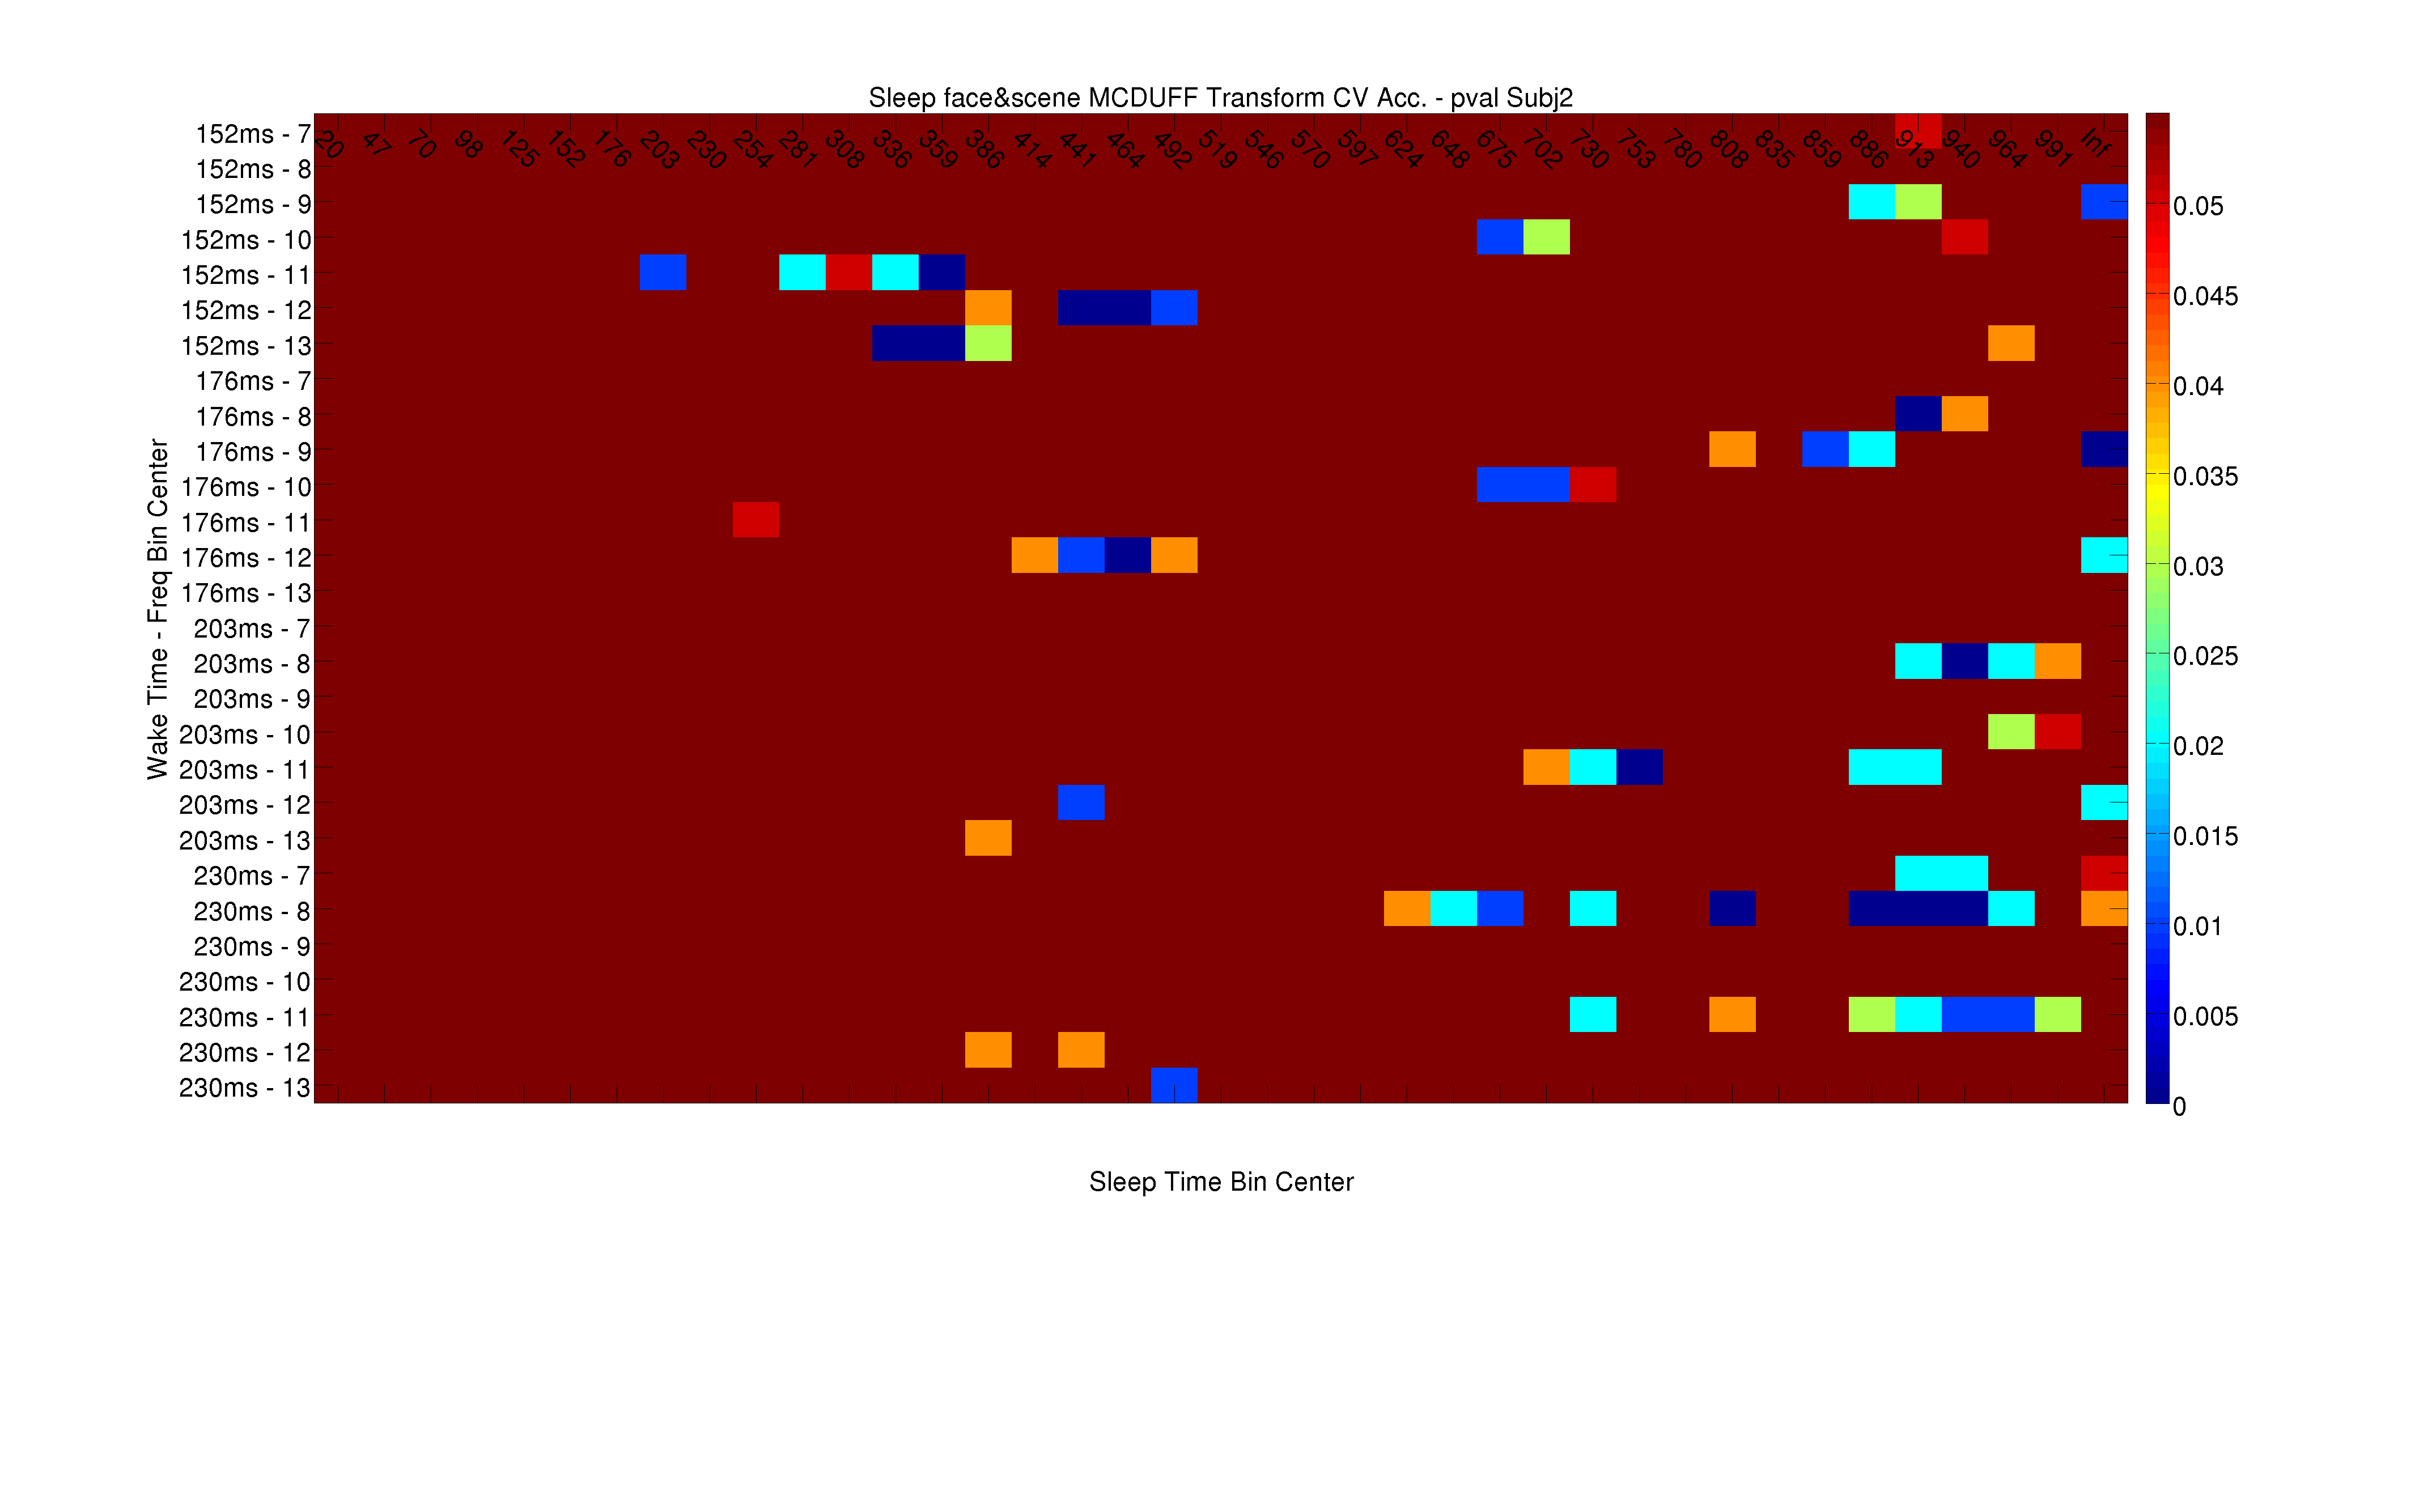 Sleep face&scene MCDUFF Transform CV Acc. - pval Subj2
20 47 70 98 125 152 176 203 230 254 281 308 336 359 386 414 441 464 492 519 546 570 597 624 648 675 702 730 753 780 808 835 859 886 913 940 964 991 Inf
Wake Time - Freq Bin Center
152ms - 7
152ms - 8
152ms - 9
152ms - 10
152ms - 11
152ms - 12
152ms - 13
176ms - 7
176ms - 8
176ms - 9
176ms - 10
176ms - 11
176ms - 12
176ms - 13
203ms - 7
203ms - 8
203ms - 9
203ms - 10
203ms - 11
203ms - 12
203ms - 13
230ms - 7
230ms - 8
230ms - 9
230ms - 10
230ms - 11
230ms - 12
230ms - 13
0.05
0.045
0.04
0.035
0.03
0.025
0.02
0.015
0.01
0.005
0
Sleep Time Bin Center